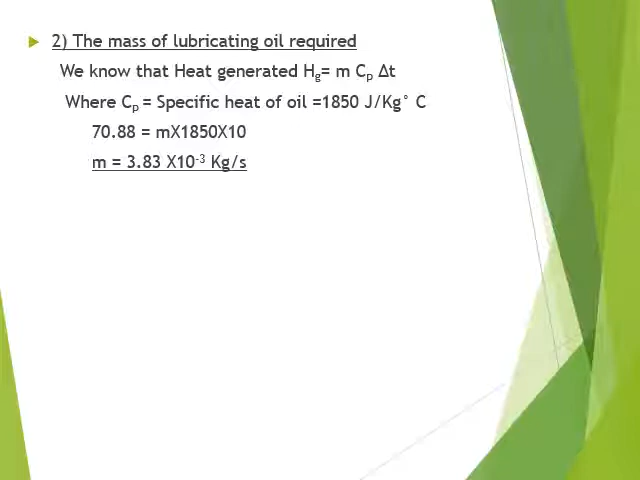 2) The mass of lubricating oil required
We know that Heat generated Hg= m Cp Δt
Where Cp = Specific heat of oil =1850 J/Kg° C
70.88 = mX1850X10
m = 3.83 X10-3 Kg/s